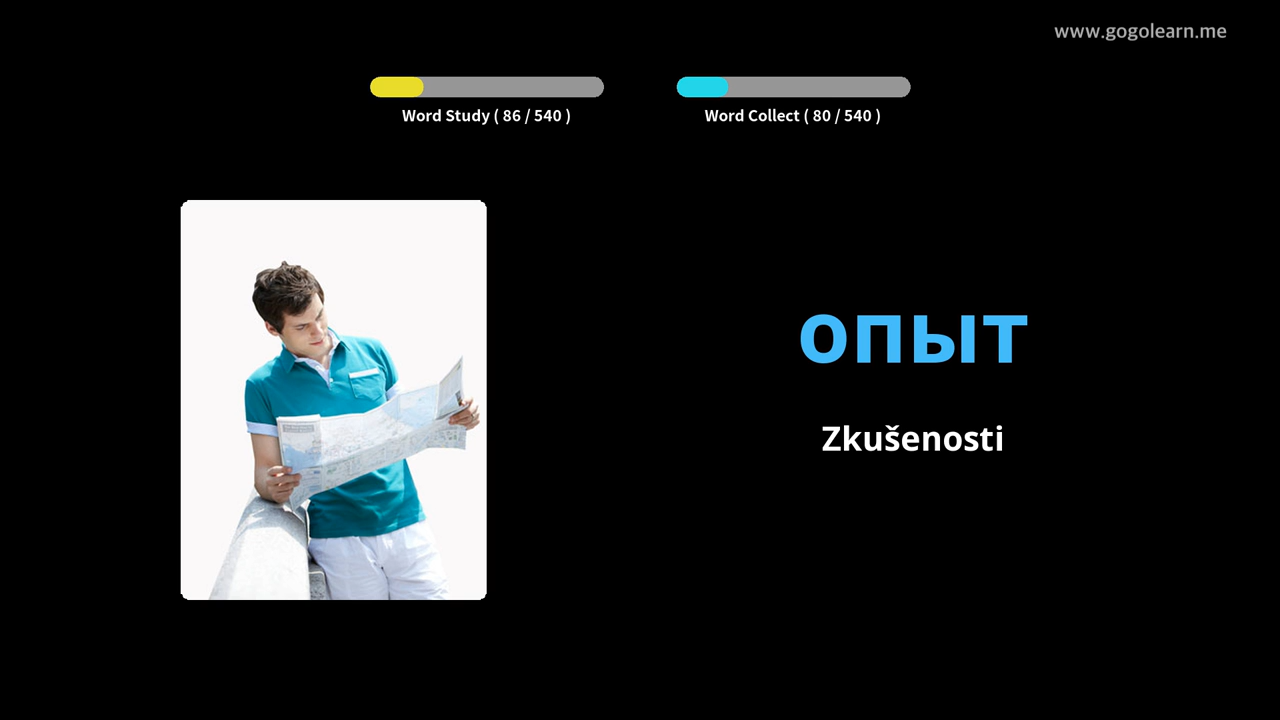 www.gogolearn.me
Word Study ( 86 / 540 )
Word Collect ( 80 / 540 )
опыт
Zkušenosti